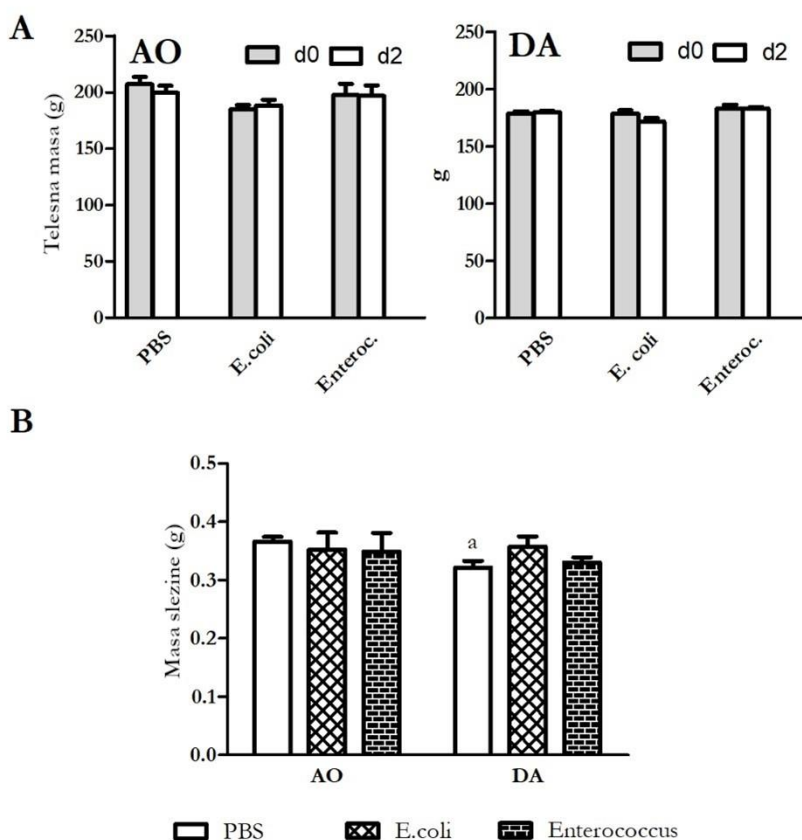 A
AO
d0 d2
Telesna masa (g)
250
200
150
100
50
0
PBS
E.coli
Enteroc.
DA
d0 d2
g
250
200
150
100
50
0
PBS
E. coli
Enteroc.
B
Masa slezine (g)
0.5
0.4
0.3
0.2
0.1
0.0
a
AO DA
PBS E.coli Enterococcus